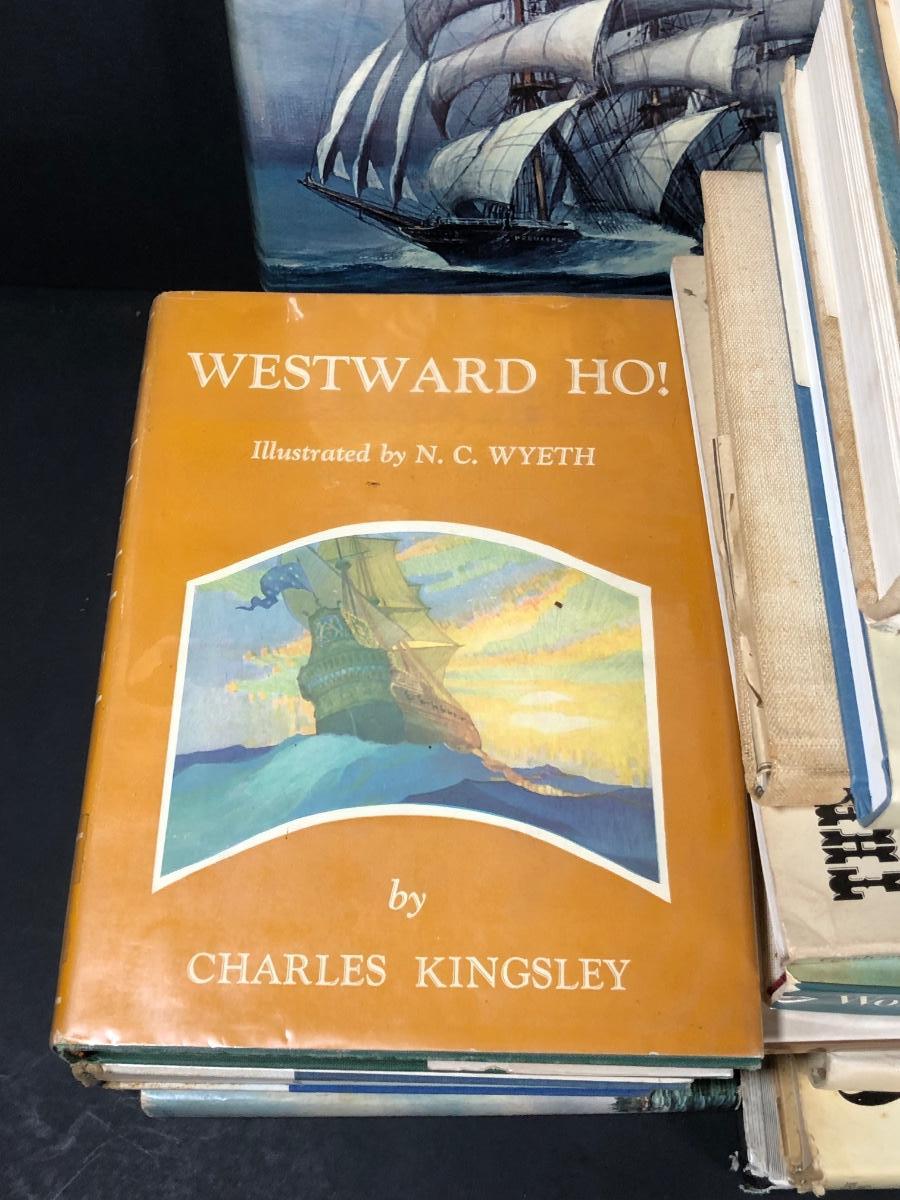 WESTWARD HO!
Illustrated by N. C. WYETH
by
CHARLES KINGSLEY